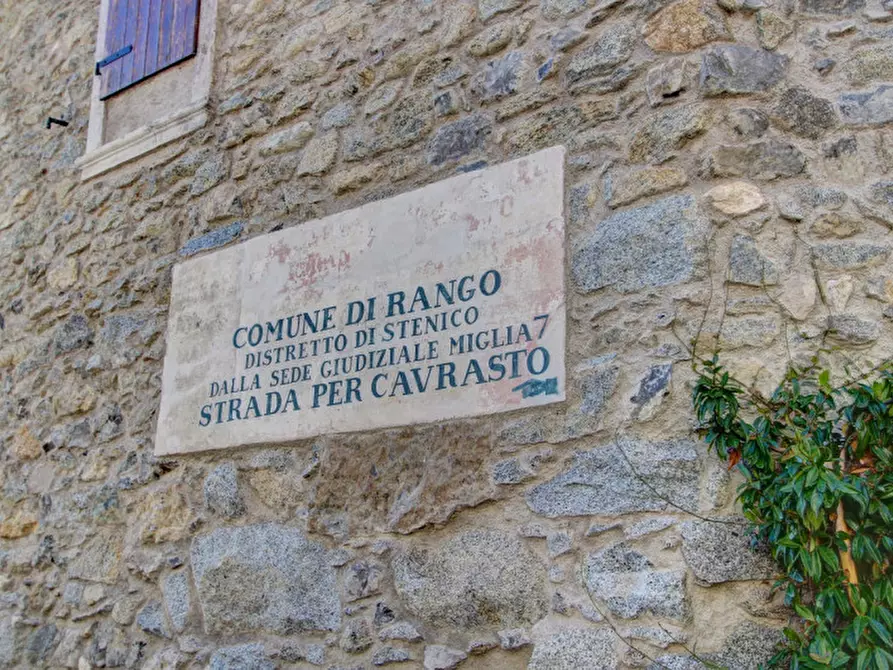 COMUNE DI RANGO
DISTRETTO DI STENICO
DALLA SEDE GIUDIZIALE MIGLIA 7
STRADA PER CAVRASTO